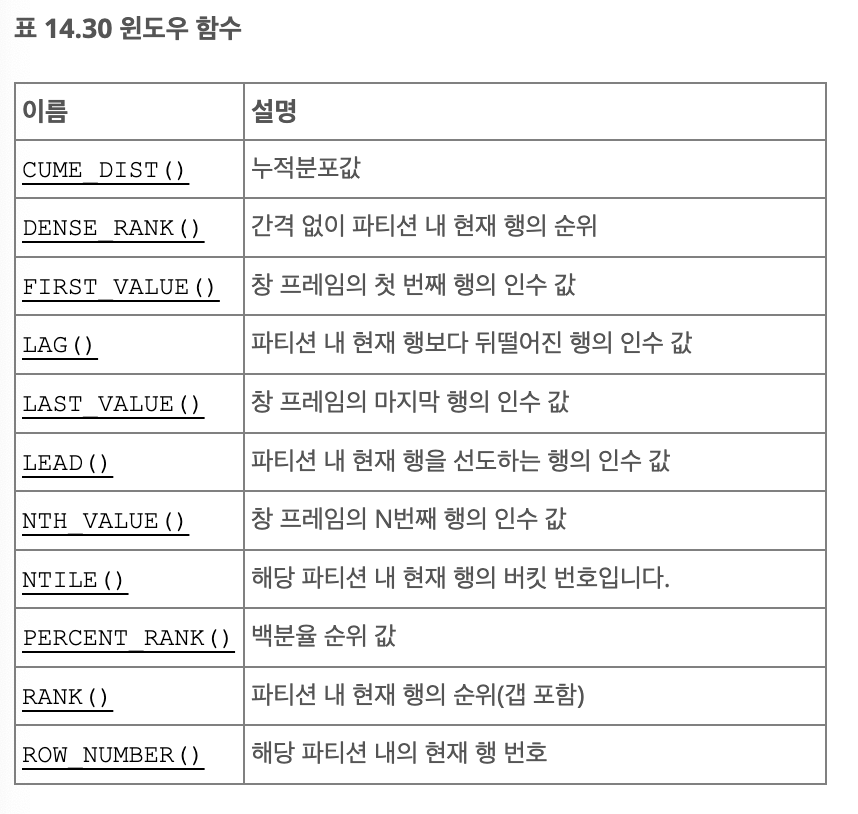 표 14.30 윈도우 함수
이름 설명
CUME_DIST() 누적분포값
DENSE_RANK() 간격 없이 파티션 내 현재 행의 순위
FIRST_VALUE() 창 프레임의 첫 번째 행의 인수 값
LAG() 파티션 내 현재 행보다 뒤떨어진 행의 인수 값
LAST_VALUE() 창 프레임의 마지막 행의 인수 값
LEAD() 파티션 내 현재 행을 선도하는 행의 인수 값
NTH_VALUE() 창 프레임의 N번째 행의 인수 값
NTILE() 해당 파티션 내 현재 행의 버킷 번호입니다.
PERCENT_RANK() 백분율 순위 값
RANK() 파티션 내 현재 행의 순위(갭 포함)
ROW_NUMBER() 해당 파티션 내의 현재 행 번호